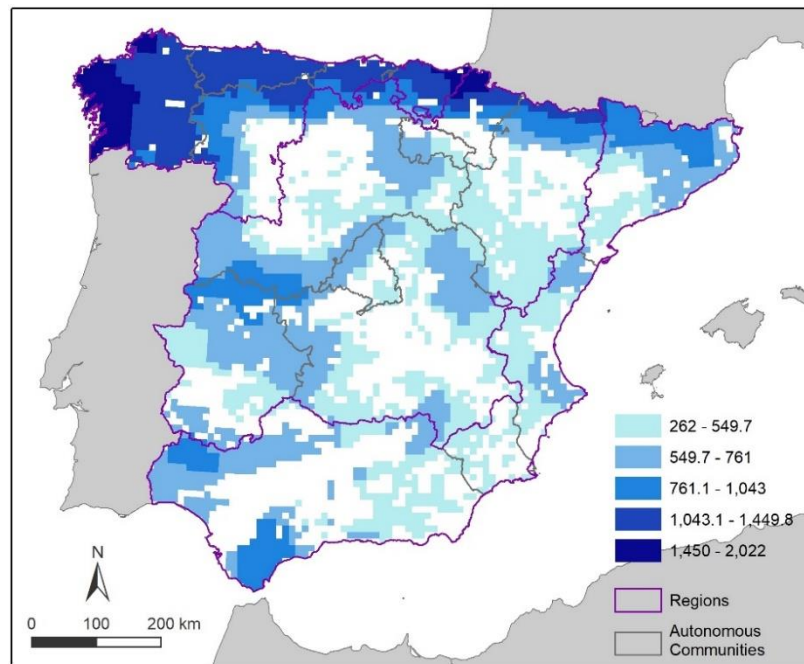 262 - 549.7
549.7 - 761
761.1 - 1,043
1,043.1 - 1,449.8
1,450 - 2,022
N
Regions
0 100 200 km
Autonomous
Communities